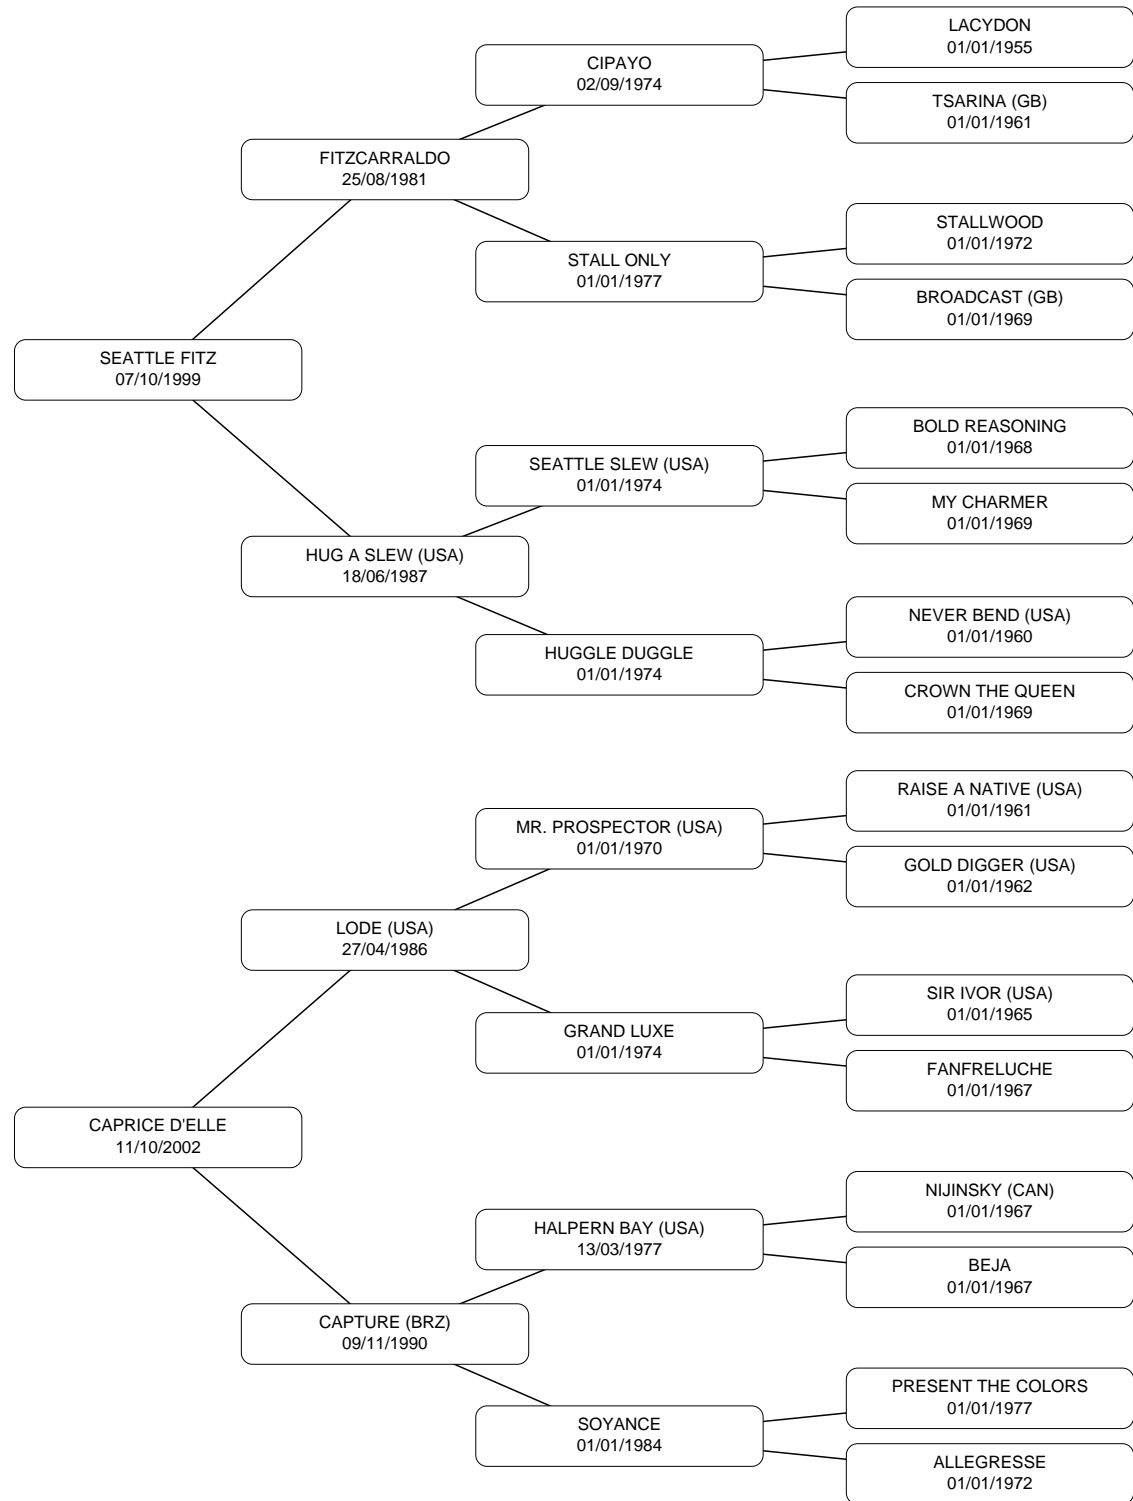 LACYDON
01/01/1955
CIPAYO
02/09/1974
TSARINA (GB)
01/01/1961
FITZCARRALDO
25/08/1981
STALLWOOD
01/01/1972
STALL ONLY
01/01/1977
BROADCAST (GB)
01/01/1969
SEATTLE FITZ
07/10/1999
BOLD REASONING
01/01/1968
SEATTLE SLEW (USA)
01/01/1974
MY CHARMER
01/01/1969
HUG A SLEW (USA)
18/06/1987
NEVER BEND (USA)
01/01/1960
HUGGLE DUGGLE
01/01/1974
CROWN THE QUEEN
01/01/1969
RAISE A NATIVE (USA)
01/01/1961
MR. PROSPECTOR (USA)
01/01/1970
GOLD DIGGER (USA)
01/01/1962
LODE (USA)
27/04/1986
SIR IVOR (USA)
01/01/1965
GRAND LUXE
01/01/1974
FANFRELUCHE
01/01/1967
CAPRICE D'ELLE
11/10/2002
NIJINSKY (CAN)
01/01/1967
HALPERN BAY (USA)
13/03/1977
BEJA
01/01/1967
CAPTURE (BRZ)
09/11/1990
PRESENT THE COLORS
01/01/1977
SOYANCE
01/01/1984
ALLEGRESSE
01/01/1972